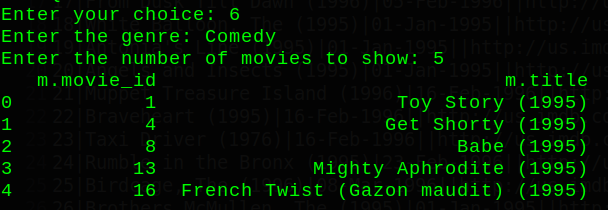 Enter your choice: 6
Enter the genre: Comedy
Enter the number of movies to show: 5
m.movie_id m.title
0 1 Toy Story (1995)
1 4 Get Shorty (1995)
2 8 Babe (1995)
3 13 Mighty Aphrodite (1995)
4 16 French Twist (Gazon maudit) (1995)